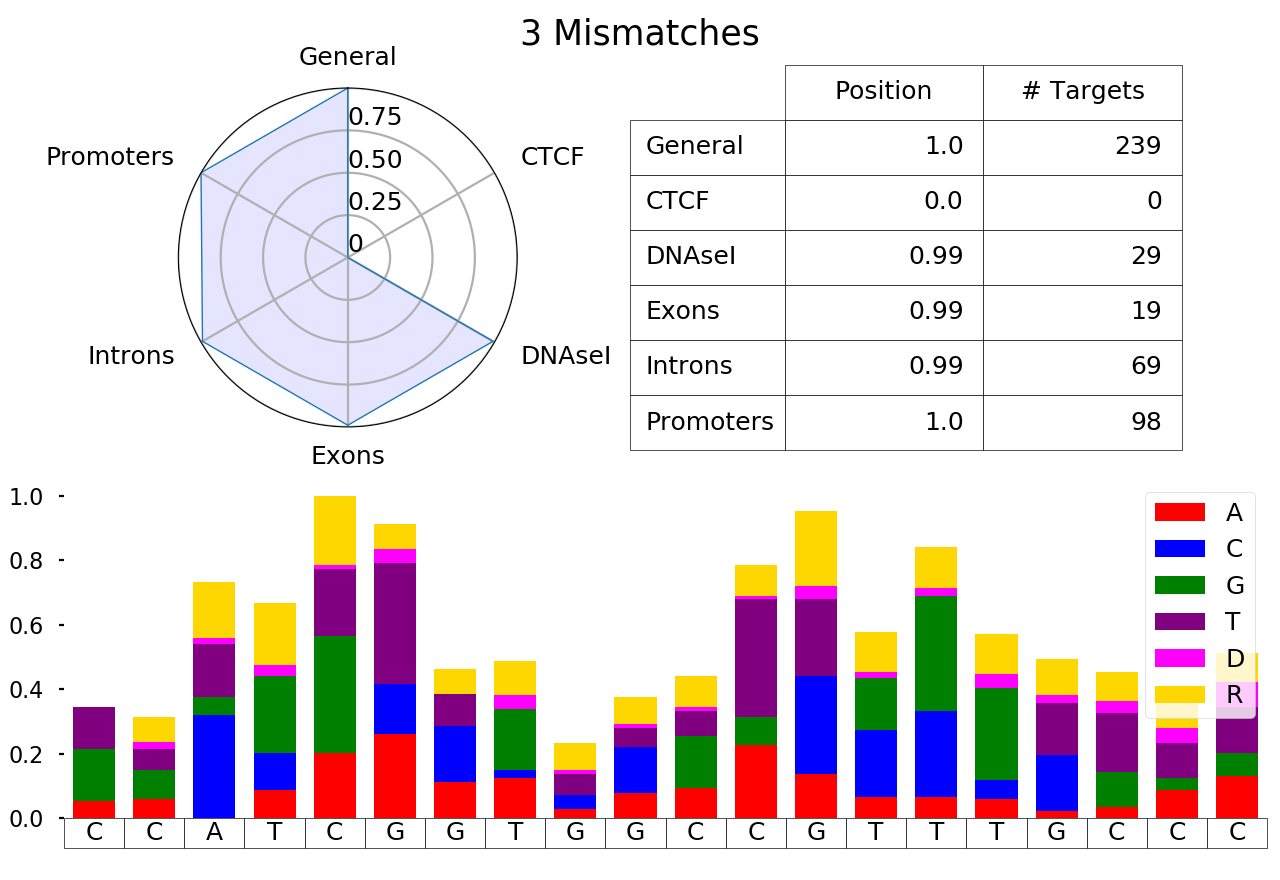 3 Mismatches
General
0.75
0.50
0.25
0
Promoters
CTCF
Introns
DNAseI
Exons
Position # Targets
General 1.0 239
CTCF 0.0 0
DNAseI 0.99 29
Exons 0.99 19
Introns 0.99 69
Promoters 1.0 98
1.0
0.8
0.6
0.4
0.2
0.0
A
C
G
T
D
R
C C A T C G G T G G C C G T T T G C C C